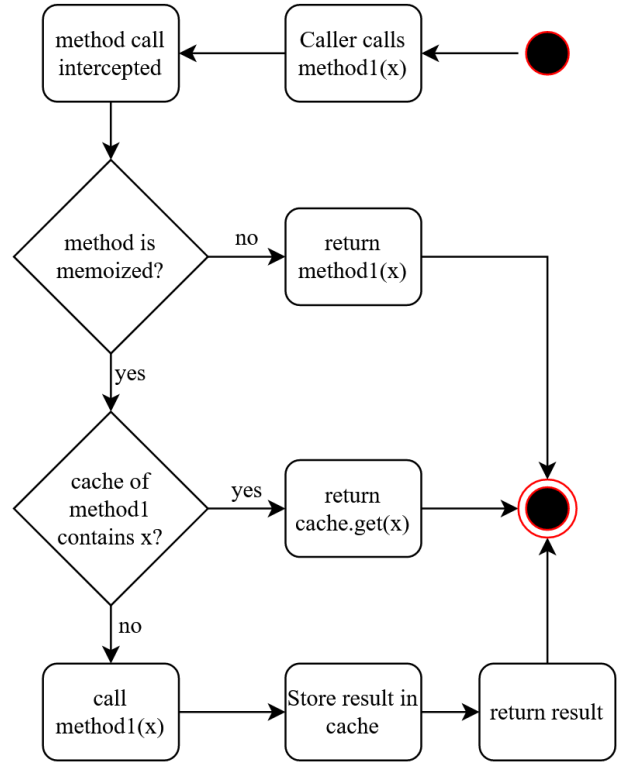 method call
intercepted
Caller calls
method1(x)
method is
memoized?
no
return
method1(x)
yes
cache of
method1
contains x?
yes
return
cache.get(x)
no
call
method1(x)
Store result in
cache
return result